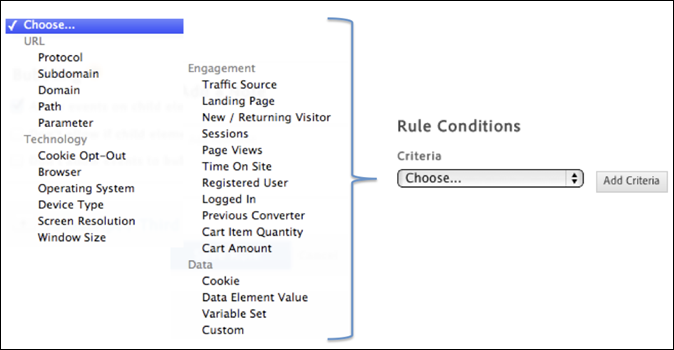 ✓ Choose...
URL
Protocol
Subdomain
Domain
Path
Parameter
Technology
Cookie Opt-Out
Browser
Operating System
Device Type
Screen Resolution
Window Size
Engagement
Traffic Source
Landing Page
New / Returning Visitor
Sessions
Page Views
Time On Site
Registered User
Logged In
Previous Converter
Cart Item Quantity
Cart Amount
Data
Cookie
Data Element Value
Variable Set
Custom
Rule Conditions
Criteria
Choose...
Add Criteria